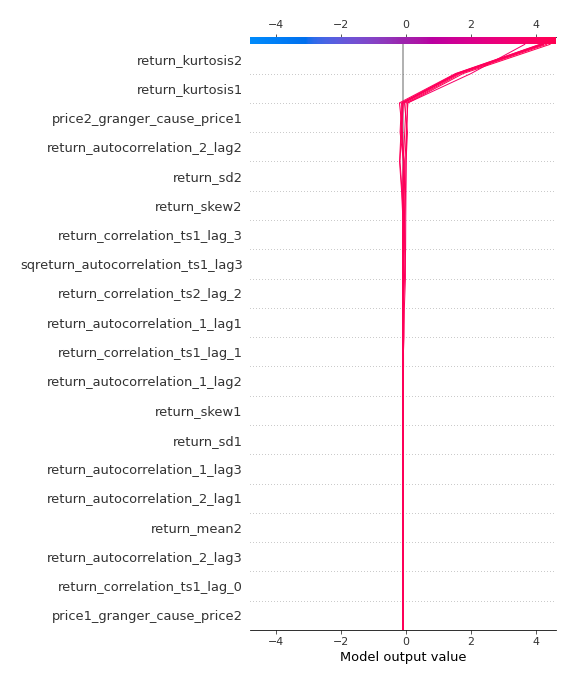 −4 −2 0 2 4
return_kurtosis2
return_kurtosis1
price2_granger_cause_price1
return_autocorrelation_2_lag2
return_sd2
return_skew2
return_correlation_ts1_lag_3
sqreturn_autocorrelation_ts1_lag3
return_correlation_ts2_lag_2
return_autocorrelation_1_lag1
return_correlation_ts1_lag_1
return_autocorrelation_1_lag2
return_skew1
return_sd1
return_autocorrelation_1_lag3
return_autocorrelation_2_lag1
return_mean2
return_autocorrelation_2_lag3
return_correlation_ts1_lag_0
price1_granger_cause_price2
−4 −2 0 2 4
Model output value